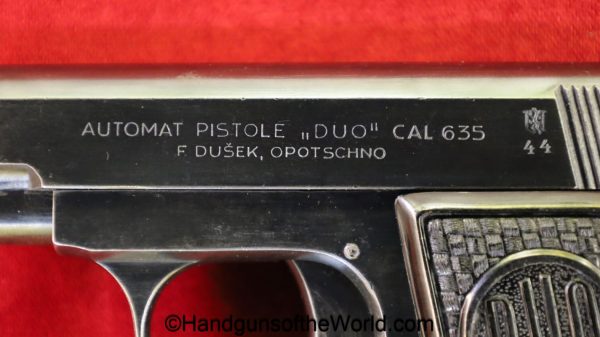 AUTOMAT PISTOLE „DUO" CAL 635
F. DUŠEK, OPOTSCHNO
44
©HandgunsoftheWorld.com